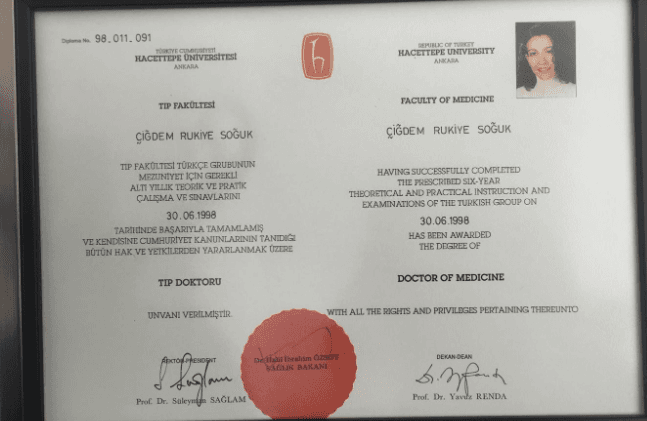 Diploma No. 98.011.091
TÜRKİYE CUMHURİYETİ
HACETTEPE ÜNİVERSİTESİ
ANKARA
TIP FAKÜLTESİ
ÇİĞDEM RUKİYE SOĞUK
TIP FAKÜLTESİ TÜRKÇE GRUBUNUN
MEZUNİYET İÇİN GEREKLİ
ALTI YILLIK TEORİK VE PRATİK
ÇALIŞMA VE SINAVLARINI
30.06.1998
TARİHİNDE BAŞARIYLA TAMAMLAMIŞ
VE KENDİSİNE CUMHURİYET KANUNLARININ TANIDIĞI
BÜTÜN HAK VE YETKİLERDEN YARARLANMAK ÜZERE
TIP DOKTORU
UNVANI VERİLMİŞTİR.
REPUBLIC OF TURKEY
HACETTEPE UNIVERSITY
ANKARA
FACULTY OF MEDICINE
ÇİĞDEM RUKİYE SOĞUK
HAVING SUCCESSFULLY COMPLETED
THE PRESCRIBED SIX-YEAR
THEORETICAL AND PRACTICAL INSTRUCTION AND
EXAMINATIONS OF THE TURKISH GROUP ON
30.06.1998
HAS BEEN AWARDED
THE DEGREE OF
DOCTOR OF MEDICINE
WITH ALL THE RIGHTS AND PRIVILEGES PERTAINING THEREUNTO
REKTÖR-PRESIDENT
Prof. Dr. Süleyman SAĞLAM
Dr. Halil İbrahim ÖZSOY
SAĞLIK BAKANI
DEKAN-DEAN
Prof. Dr. Yavuz RENDA